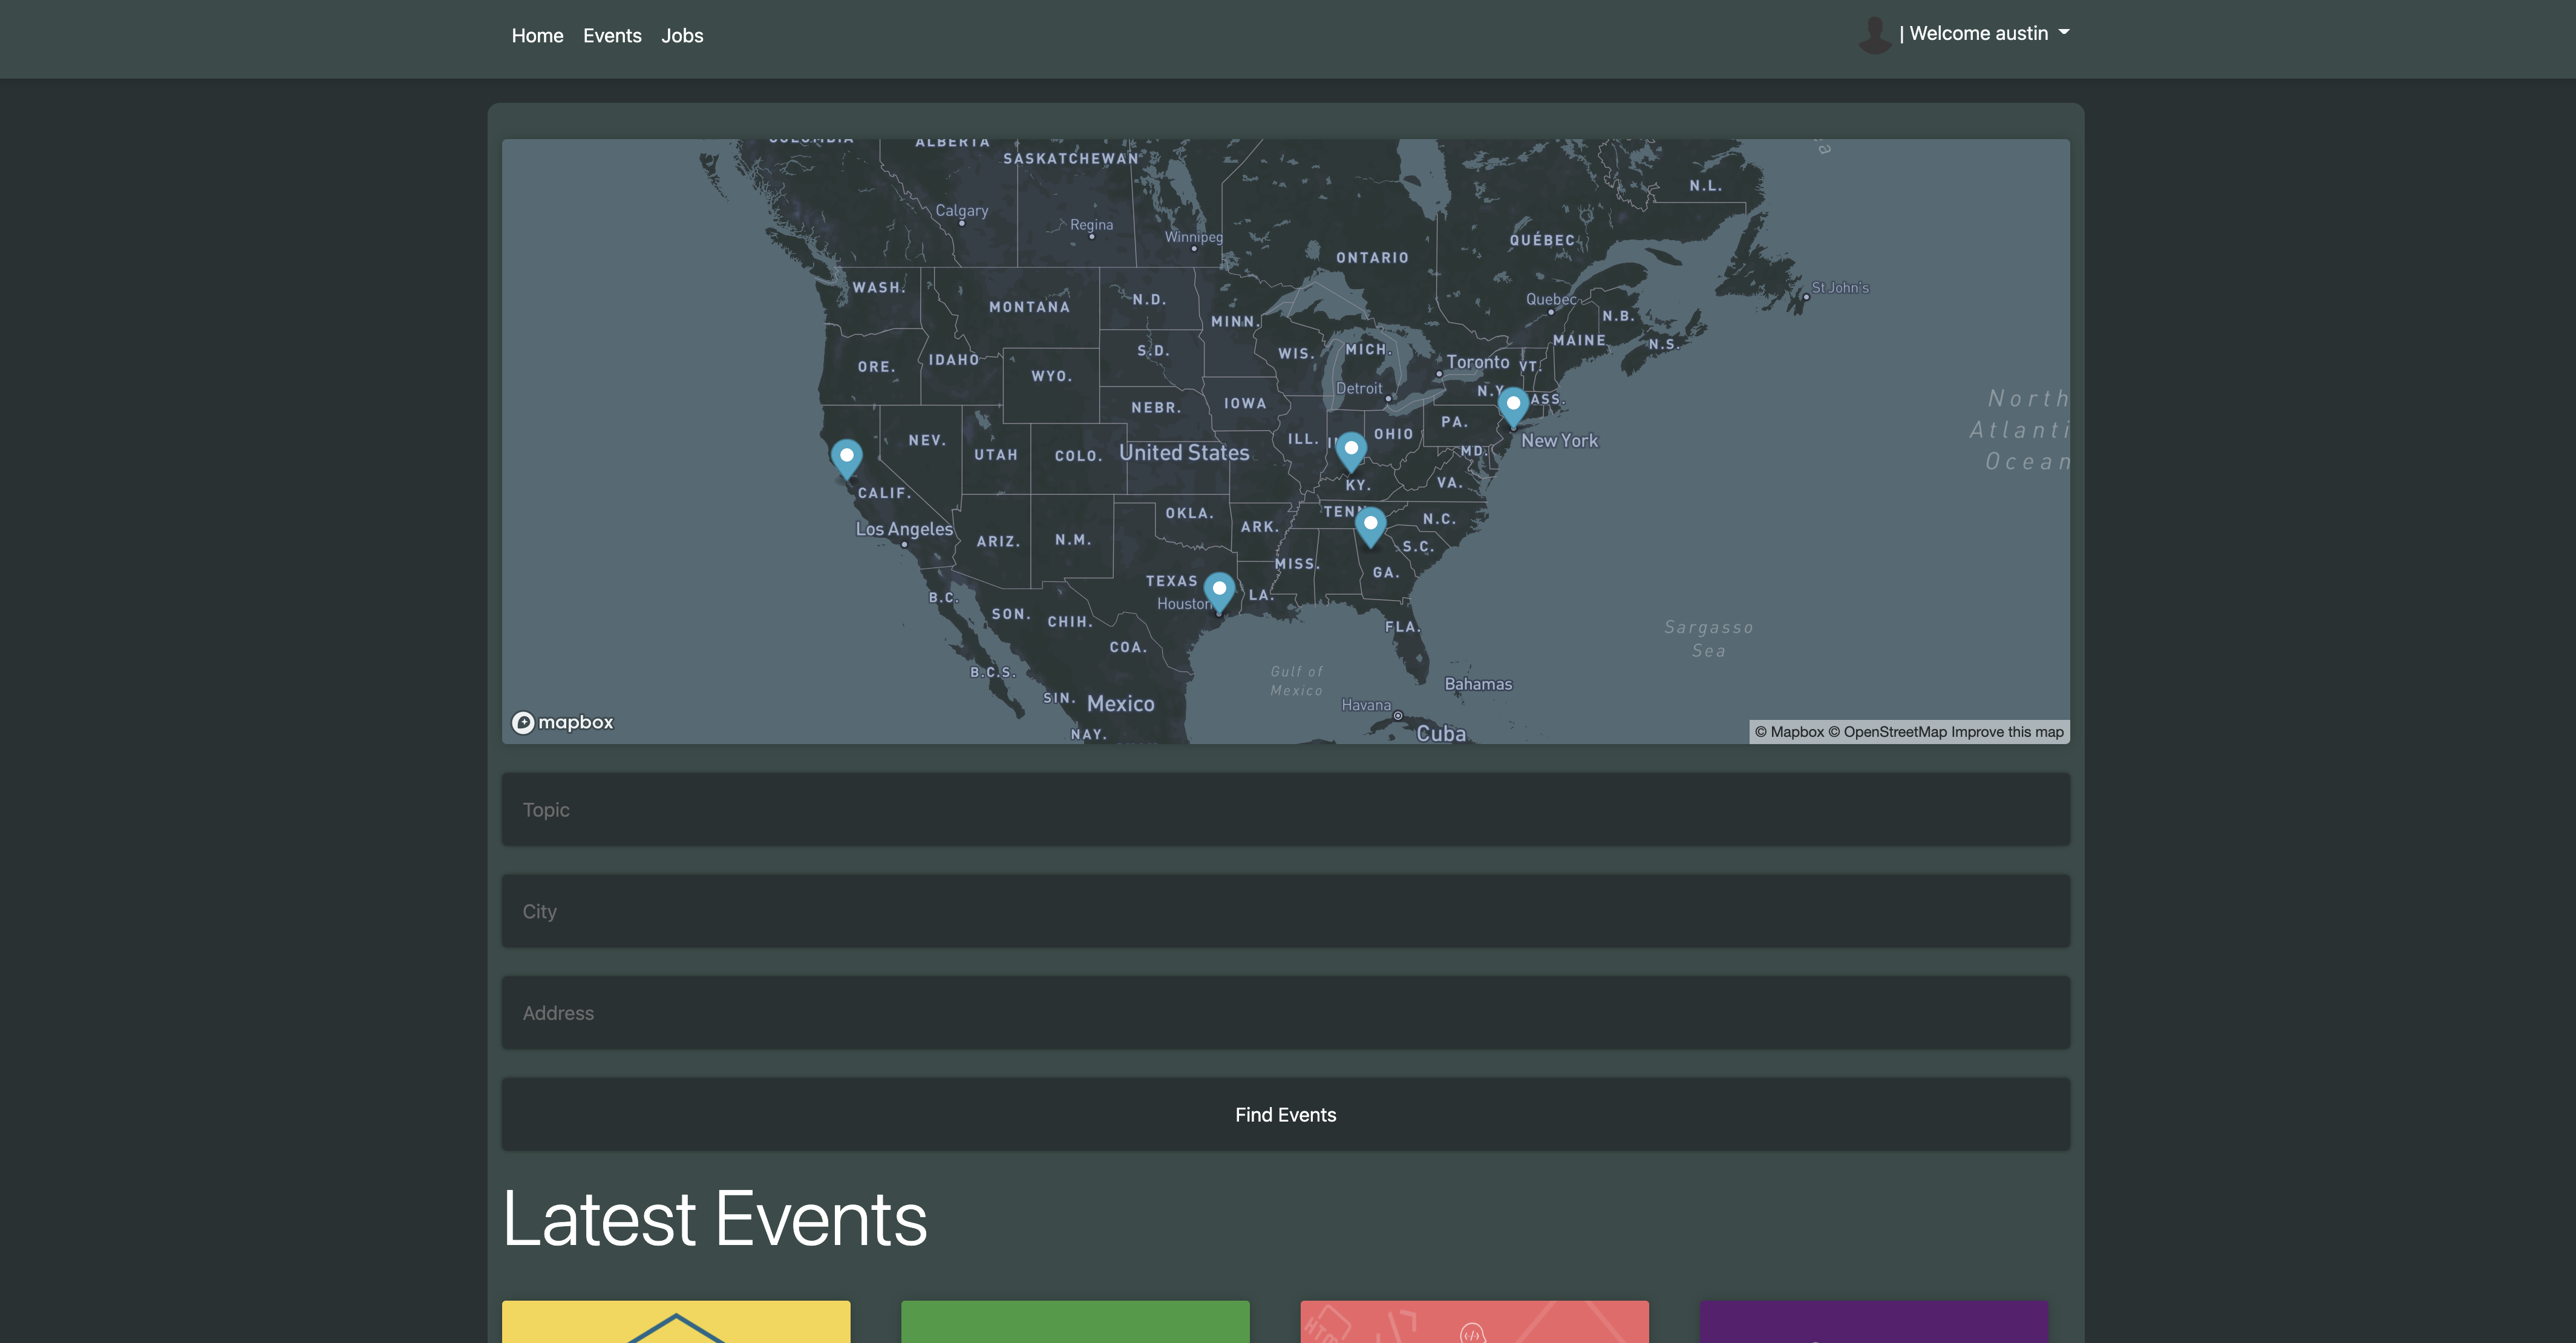 Home Events Jobs
| Welcome austin
ALBERTA
SASKATCHEWAN
N.L.
Calgary
Regina
Winnipeg
QUÉBEC
ONTARIO
WASH.
St John's
MONTANA
N.D.
Quebec
N.B.
MINN.
MAINE
N.S.
ORE.
IDAHO
S.D.
WIS.
MICH.
Toronto
VT.
WYO.
Detroit
N.Y.
NEBR.
IOWA
North
Atlanti
Ocean
PA.
NEV.
ILL.
OHIO
New York
UTAH
COLO.
United States
MD.
CALIF.
KY.
VA.
Los Angeles
OKLA.
ARK.
TENN
N.C.
ARIZ.
N.M.
S.C.
MISS.
GA.
TEXAS
Houston
LA.
B.C.
SON.
CHIH.
FLA.
Sargasso
Sea
COA.
B.C.S.
Gulf of
Mexico
Bahamas
SIN.
Mexico
Havana
NAY.
Cuba
mapbox
© Mapbox © OpenStreetMap Improve this map
Topic
City
Address
Find Events
Latest Events